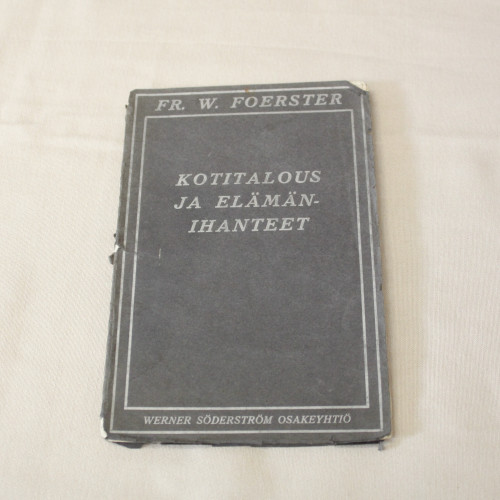 FR. W. FOERSTER
KOTITALOUS
JA ELÄMÄN-
IHANTEET
WERNER SÖDERSTRÖM OSAKEYHTIÖ